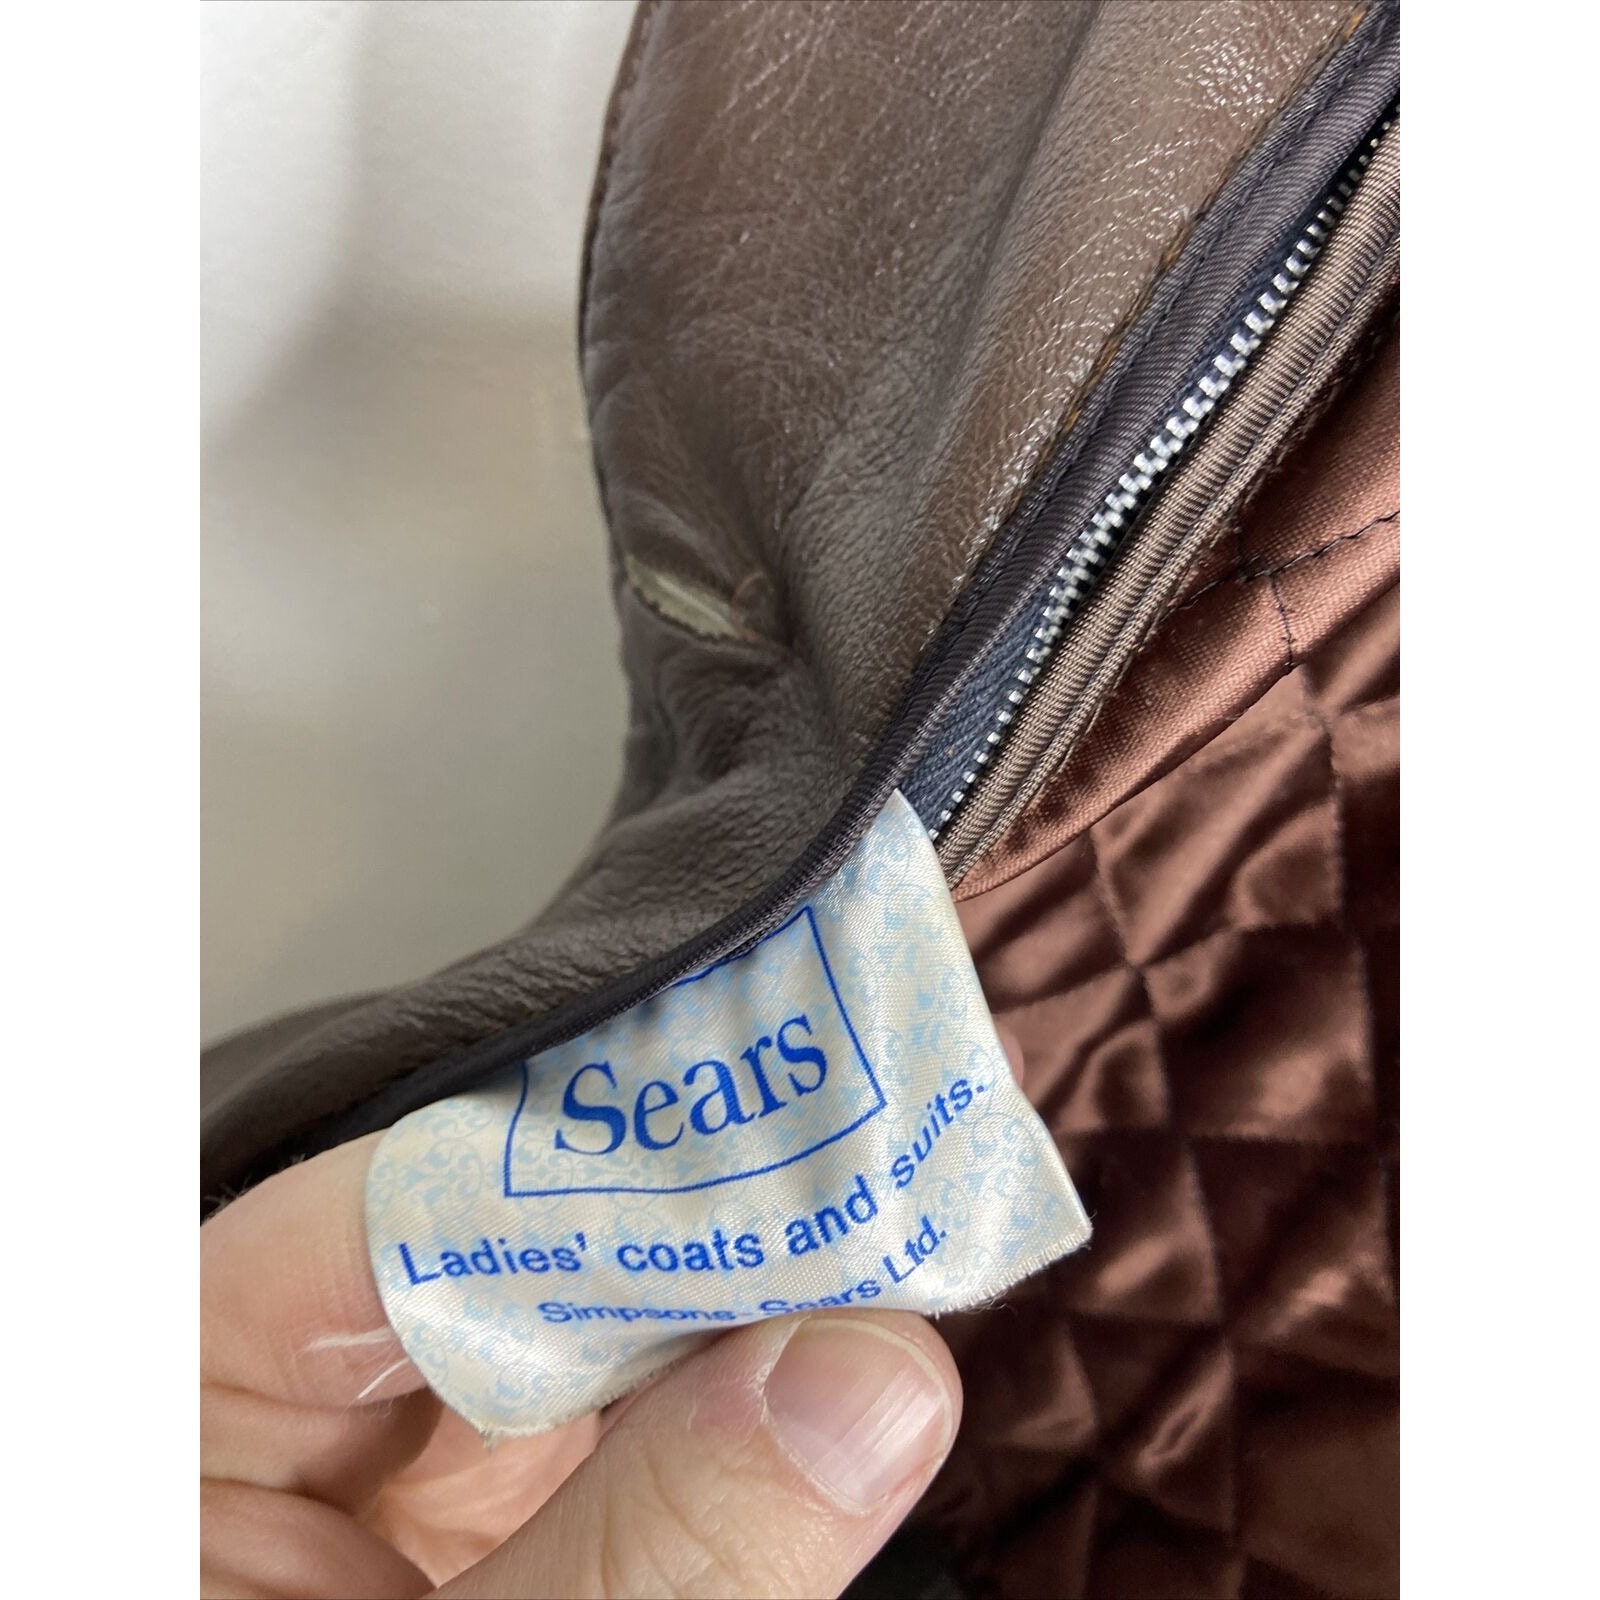 Sears
Ladies' coats and suits.
Simpsons-Sears Ltd.